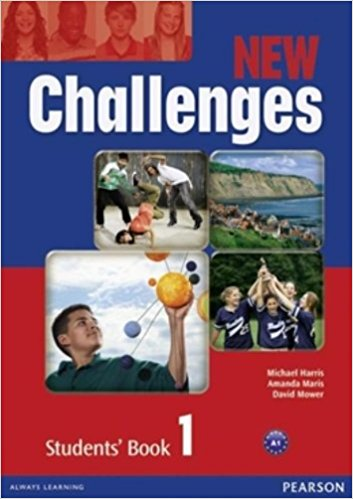 NEW
Challenges
Michael Harris
Amanda Maris
David Mower
Students' Book 1
A1
ALWAYS LEARNING
PEARSON